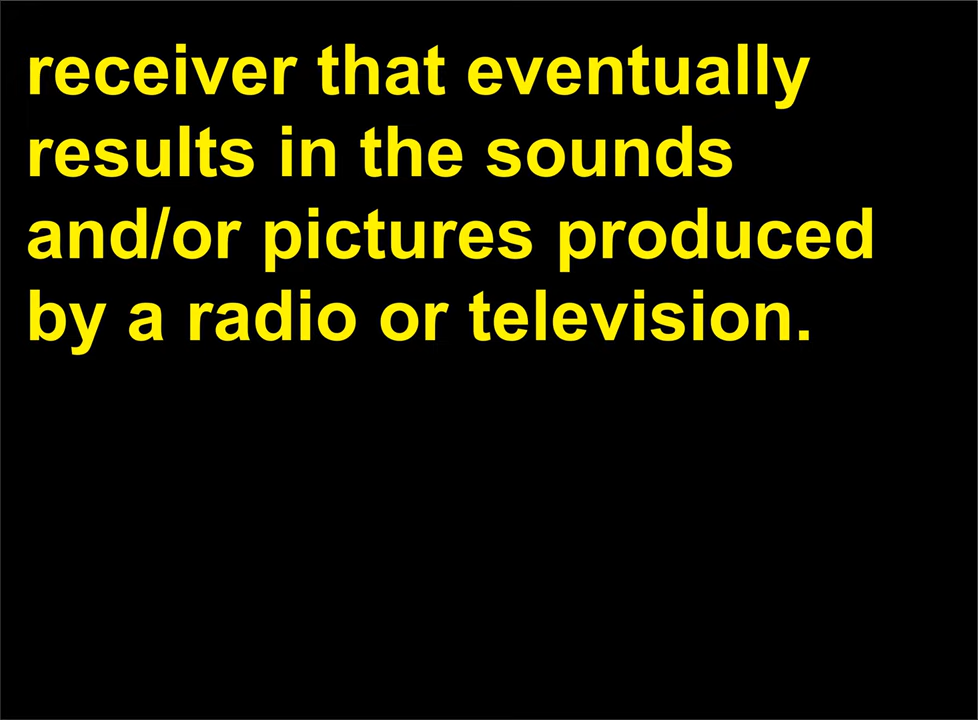 receiver that eventually
results in the sounds
and/or pictures produced
by a radio or television.